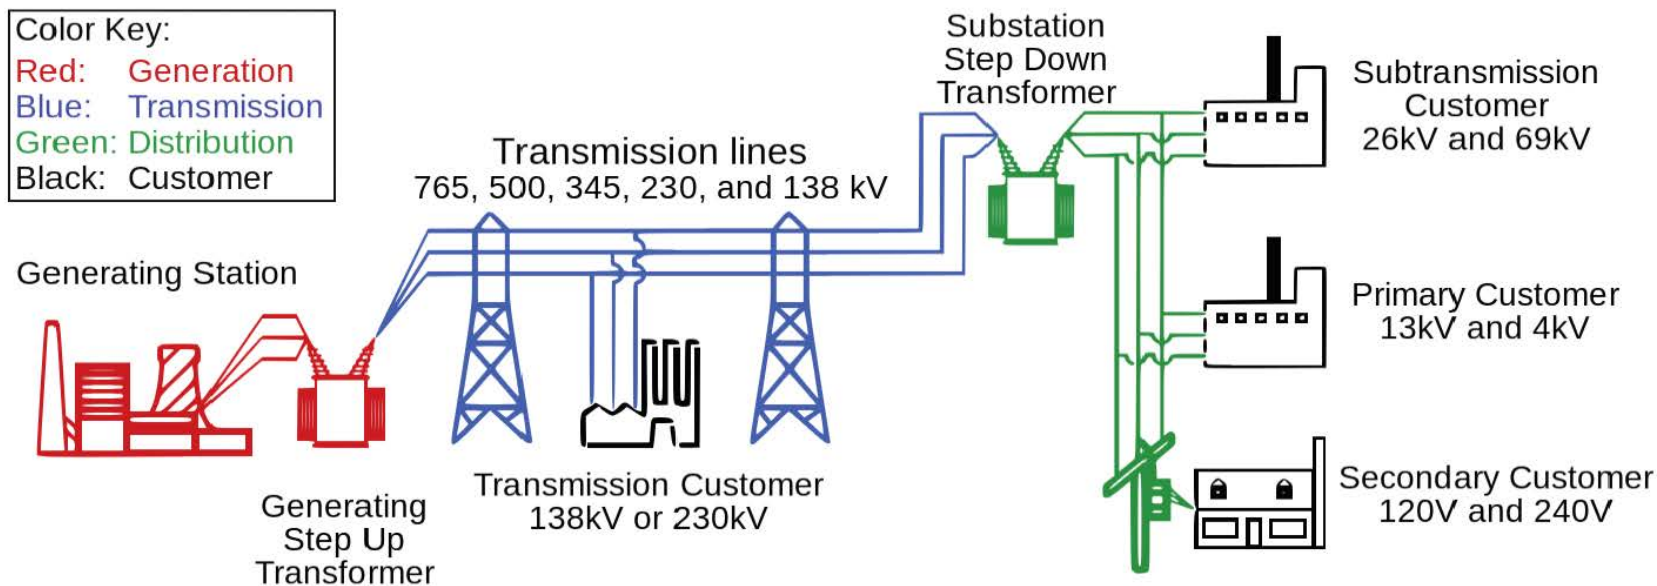 Color Key:
Red: Generation
Blue: Transmission
Green: Distribution
Black: Customer
Generating Station
Generating
Step Up
Transformer
Transmission lines
765, 500, 345, 230, and 138 kV
Transmission Customer
138kV or 230kV
Substation
Step Down
Transformer
Subtransmission
Customer
26kV and 69kV
Primary Customer
13kV and 4kV
Secondary Customer
120V and 240V